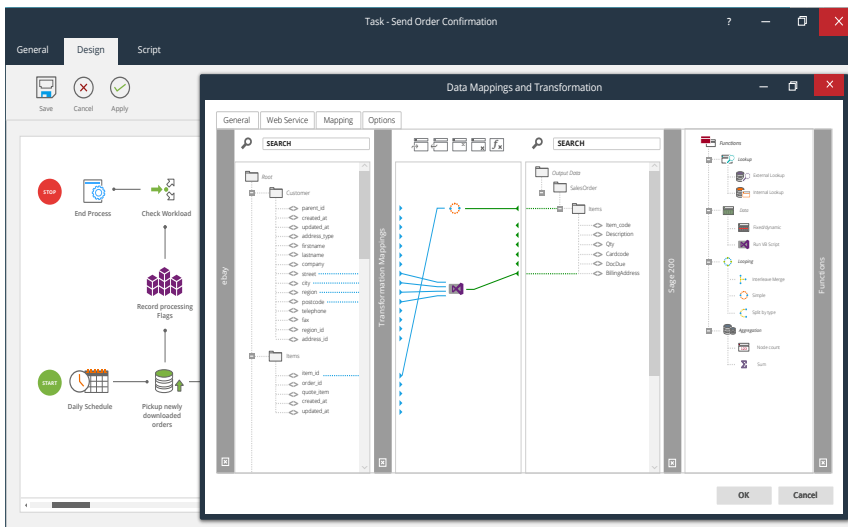 Task - Send Order Confirmation
?
General
Design
Script
Save
Cancel
Apply
STOP
End Process
Check Workload
Record processing
Flags
START
Daily Schedule
Pickup newly
downloaded
orders
Data Mappings and Transformation
General
Web Service
Mapping
Options
ebay
SEARCH
Root
Customer
parent_id
created_at
updated_at
address_type
firstname
lastname
company
street
city
region
postcode
telephone
fax
region_id
address_id
Items
item_id
order_id
quote_item
created_at
updated_at
Transformation Mappings
fx
SEARCH
Output Data
SalesOrder
Items
item_code
Description
Qty
Cardcode
DocDue
BillingAddress
Sage 200
Functions
Lookup
External Lookup
Internal Lookup
Run VB Script
Looping
Interleave Merge
Simple
Split by type
Aggregation
Node count
Sum
Functions
OK
Cancel